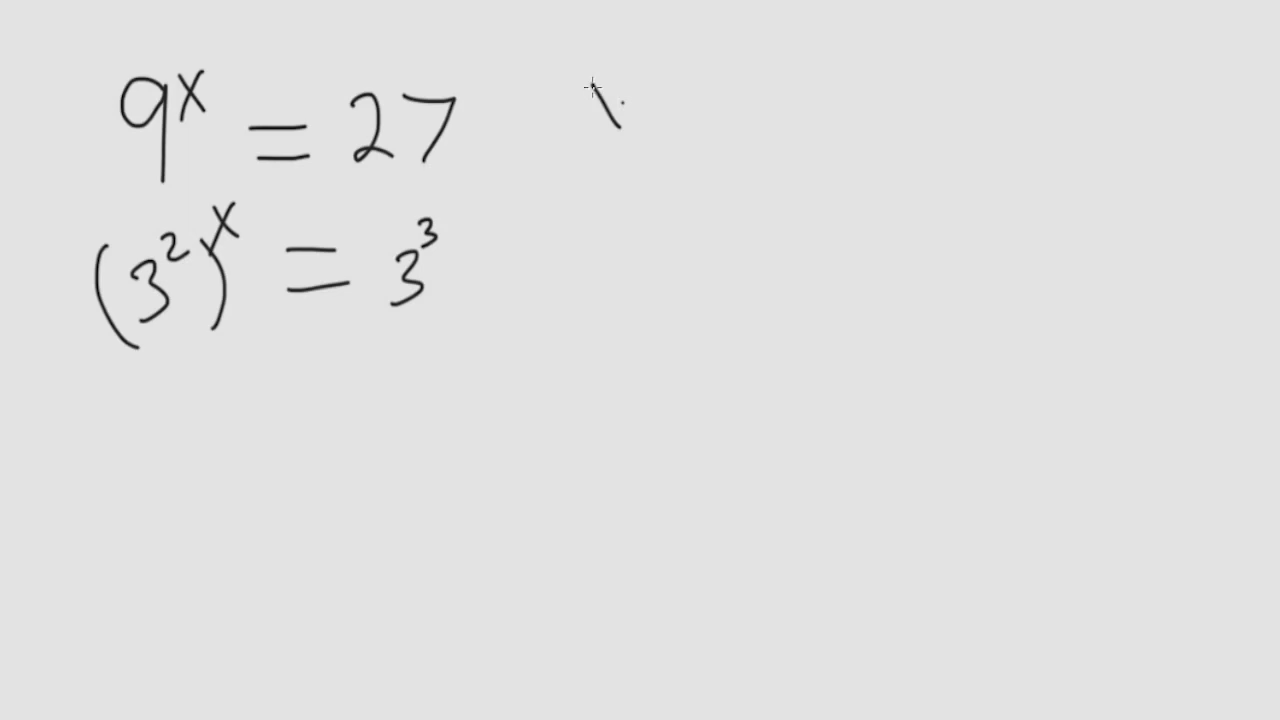 9^x = 27
(3^2)^x = 3^3